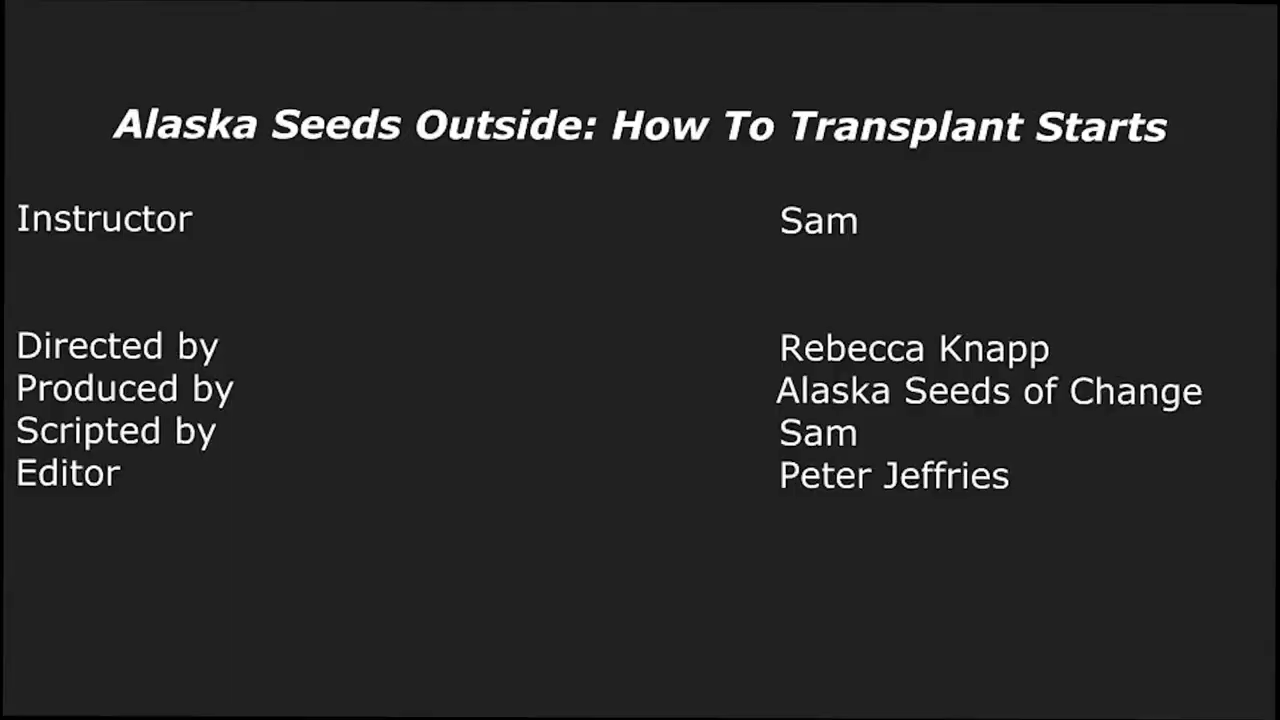 Alaska Seeds Outside: How To Transplant Starts
Instructor Sam
Directed by Rebecca Knapp
Produced by Alaska Seeds of Change
Scripted by Sam
Editor Peter Jeffries